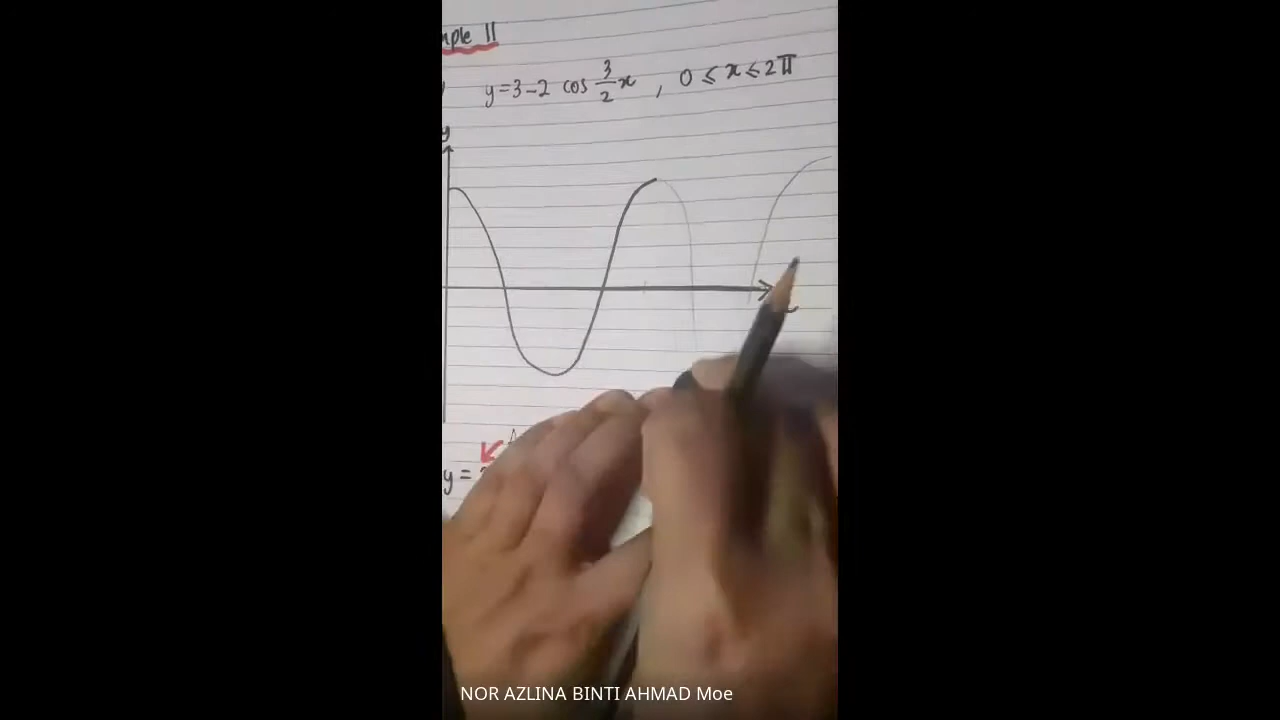 mple 11
y = 3 - 2 cos 3/2 x , 0 ≤ x ≤ 2π
y
x
y =
NOR AZLINA BINTI AHMAD Moe